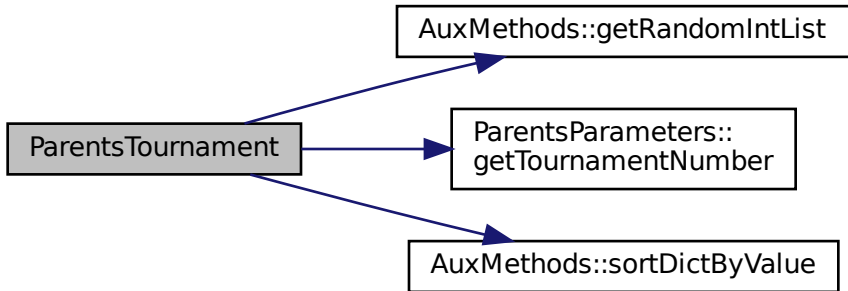 ParentsTournament
AuxMethods::getRandomIntList
ParentsParameters::
getTournamentNumber
AuxMethods::sortDictByValue